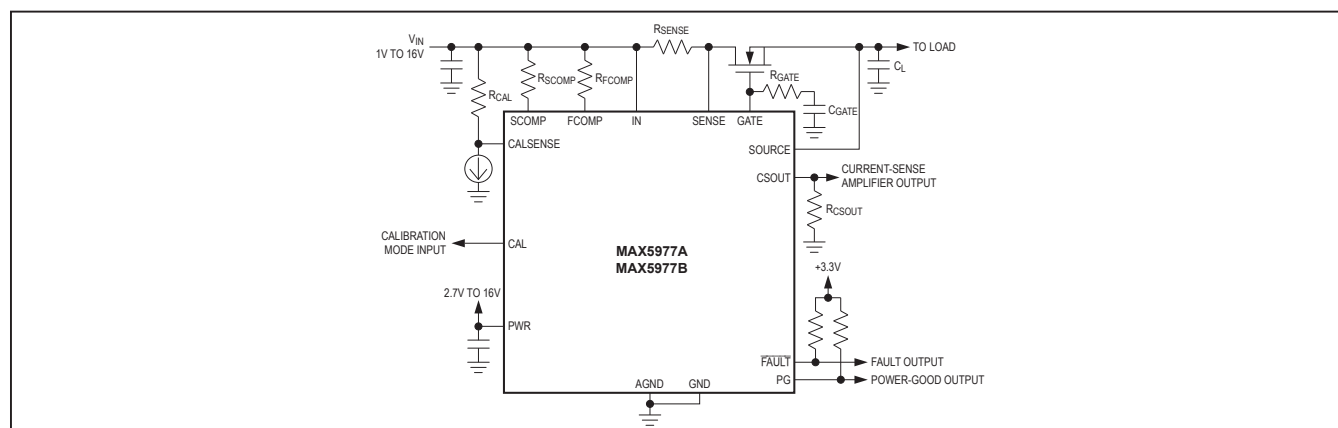 RSENSE
VIN
1V TO 16V
TO LOAD
CL
RSCOMP
RFCOMP
RGATE
RCAL
CGATE
SCOMP FCOMP IN SENSE GATE
CALSENSE
SOURCE
CSOUT
CURRENT-SENSE
AMPLIFIER OUTPUT
RCSOUT
CALIBRATION
MODE INPUT
CAL
MAX5977A
MAX5977B
+3.3V
2.7V TO 16V
PWR
FAULT
FAULT OUTPUT
PG
POWER-GOOD OUTPUT
AGND GND